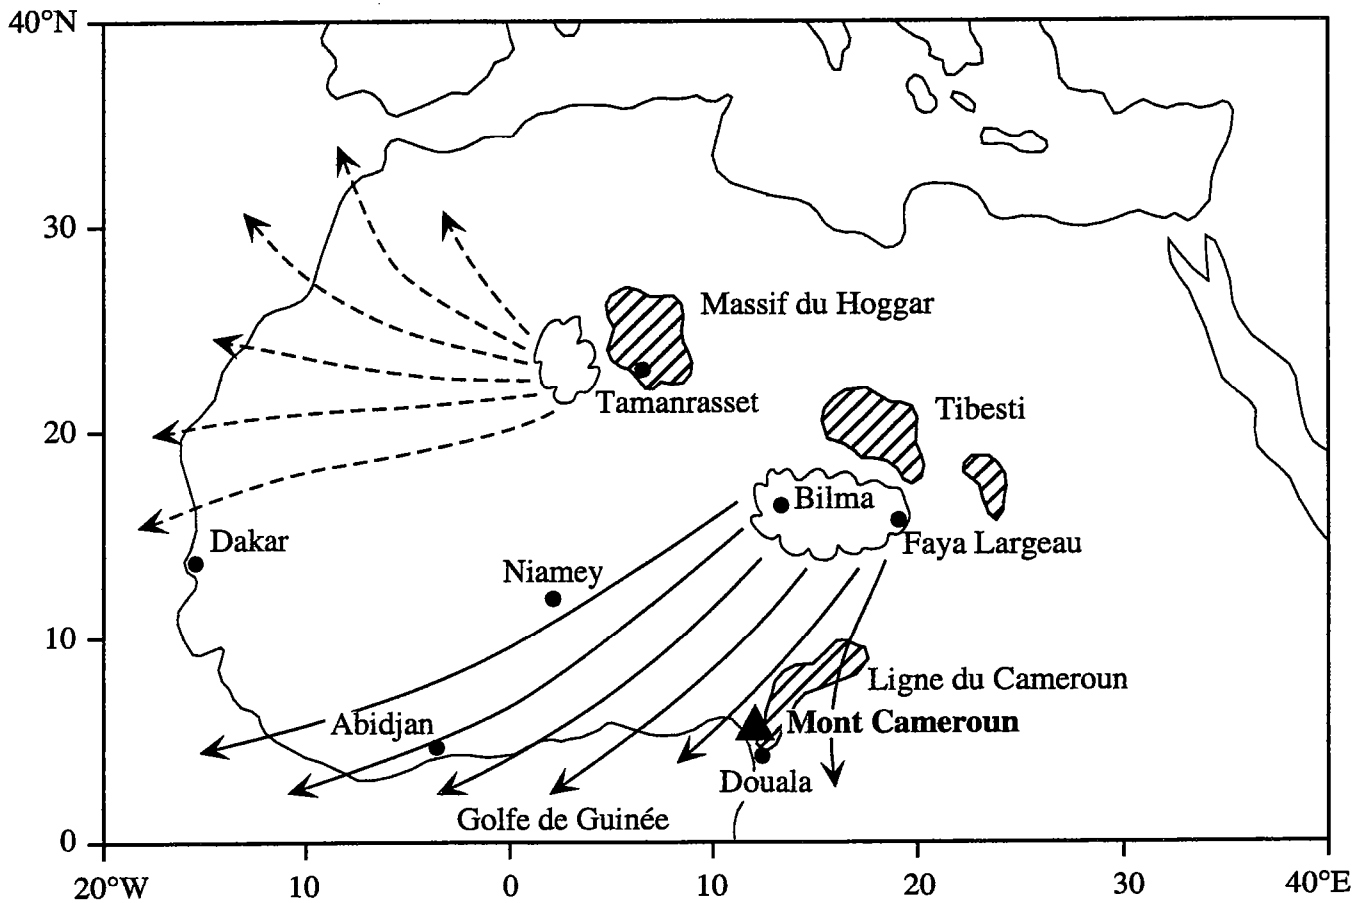 40°N
30
Massif du Hoggar
Tamanrasset
Tibesti
20
Bilma
Dakar
Faya Largeau
Niamey
10
Ligne du Cameroun
Abidjan
Mont Cameroun
Douala
Golfe de Guinée
0
20°W 10 0 10 20 30 40°E